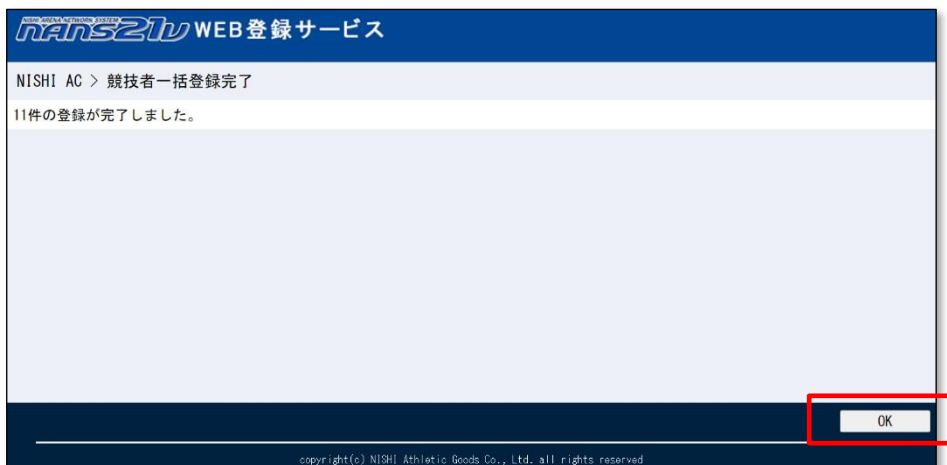 NISHI ARENA NETWORK SYSTEM
nANS21V WEB登録サービス
NISHI AC > 競技者一括登録完了
11件の登録が完了しました。
OK
copyright(c) NISHI Athletic Goods Co., Ltd. all rights reserved